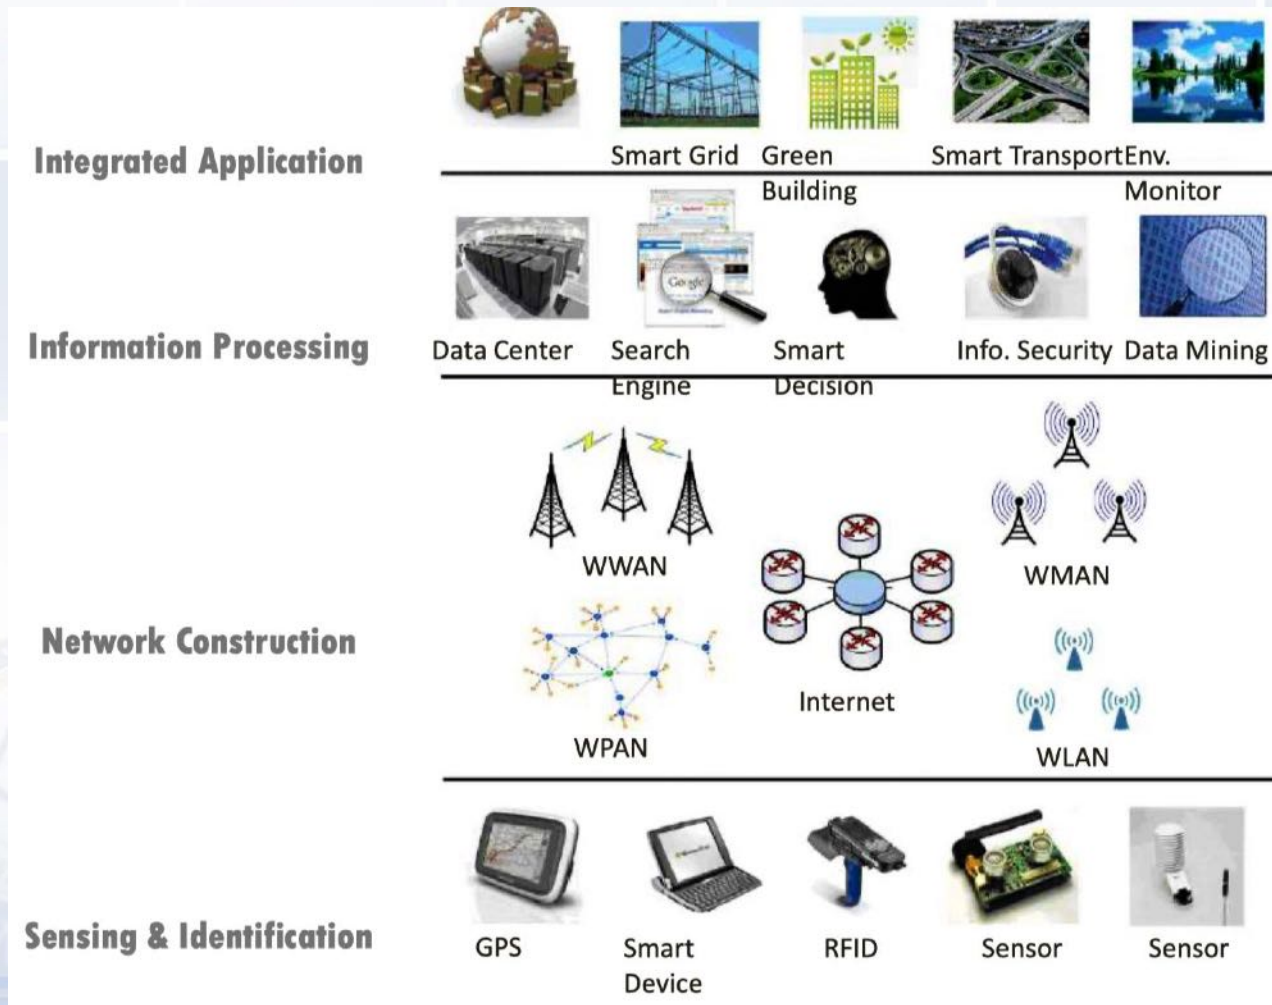 Integrated Application
Smart Grid
Green
Building
Smart Transport
Env.
Monitor
Information Processing
Google
Data Center
Search
Engine
Smart
Decision
Info. Security
Data Mining
Network Construction
WWAN
WMAN
Internet
WPAN
WLAN
Sensing & Identification
GPS
Smart
Device
RFID
Sensor
Sensor